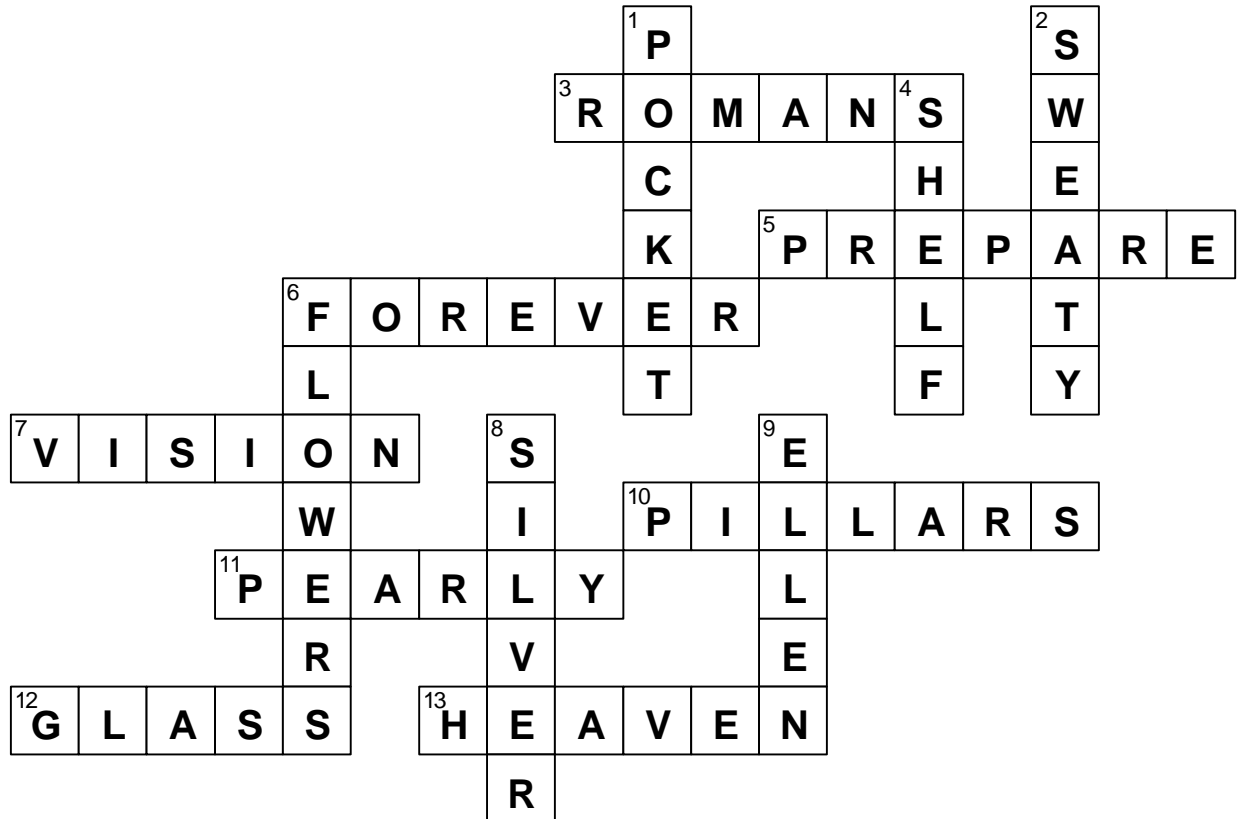 1 P 2 S
3 R O M A N 4 S W
C H E
K 5 P R E P A R E
6 F O R E V E R L T
L T F Y
7 V I S I O N 8 S 9 E
W I 10 P I L L A R S
11 P E A R L Y L
R V E
12 G L A S S 13 H E A V E N
R